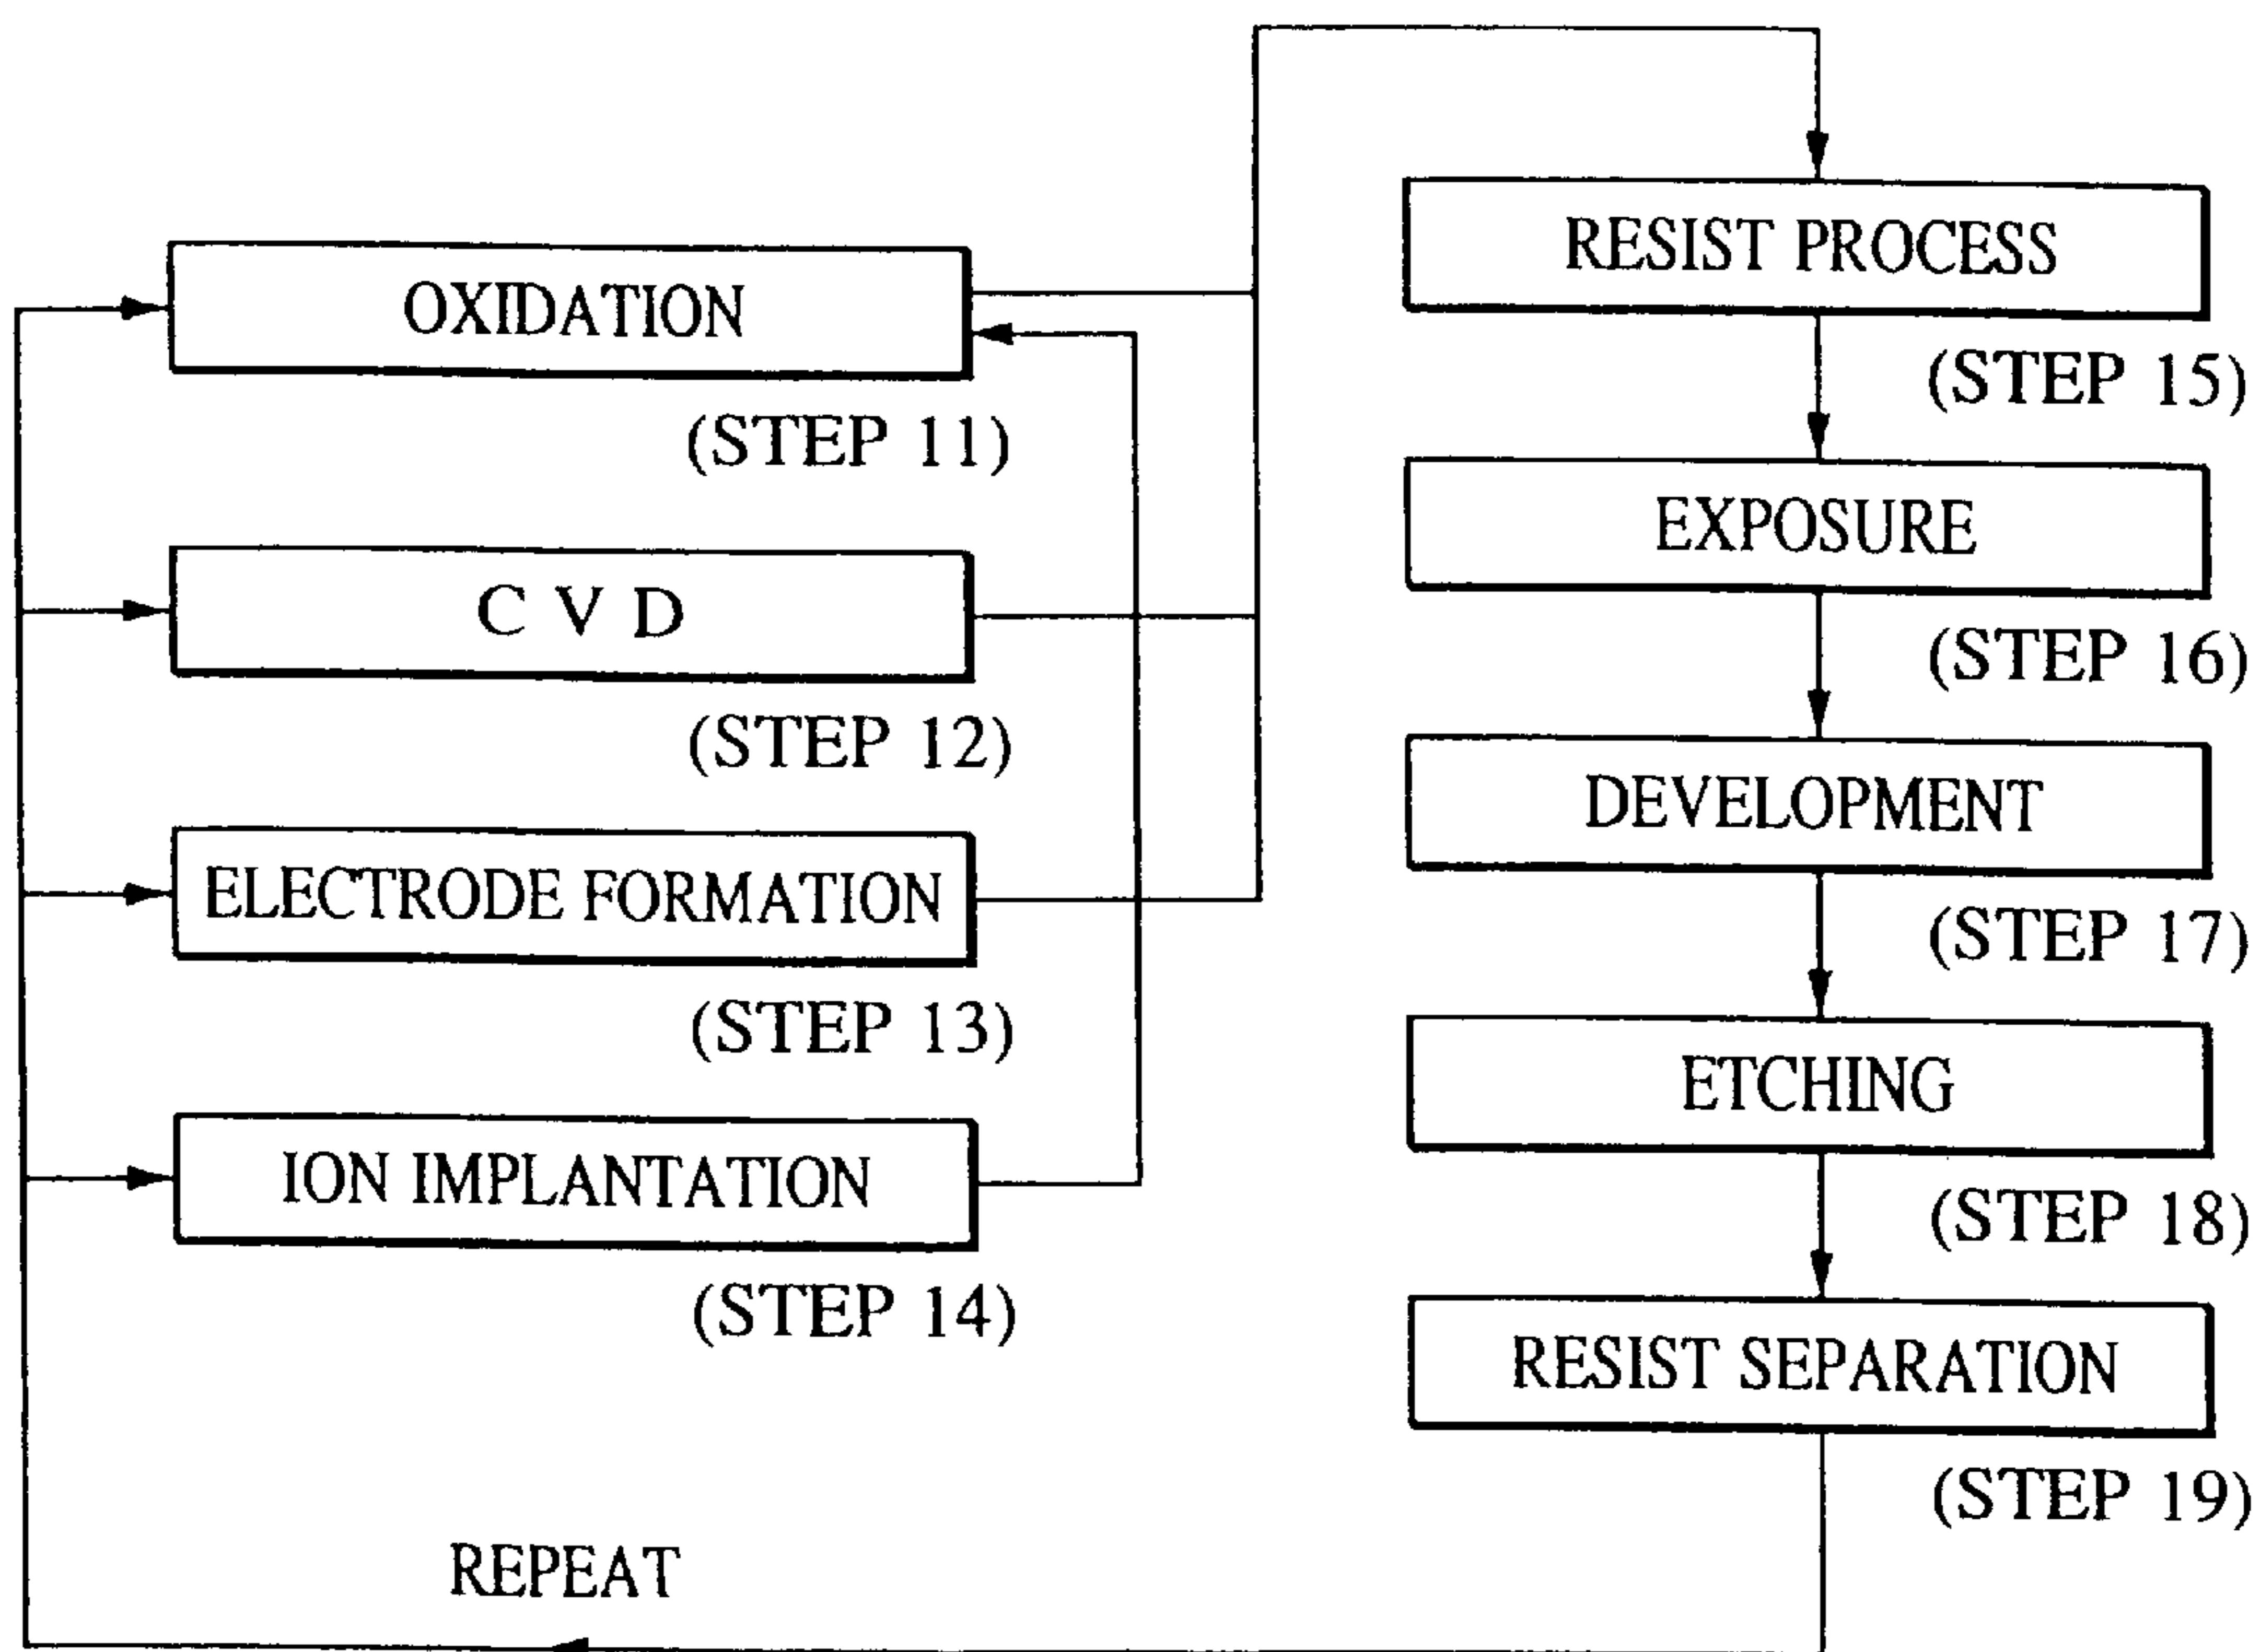 OXIDATION
(STEP 11)
C V D
(STEP 12)
ELECTRODE FORMATION
(STEP 13)
ION IMPLANTATION
(STEP 14)
REPEAT
RESIST PROCESS
(STEP 15)
EXPOSURE
(STEP 16)
DEVELOPMENT
(STEP 17)
ETCHING
(STEP 18)
RESIST SEPARATION
(STEP 19)